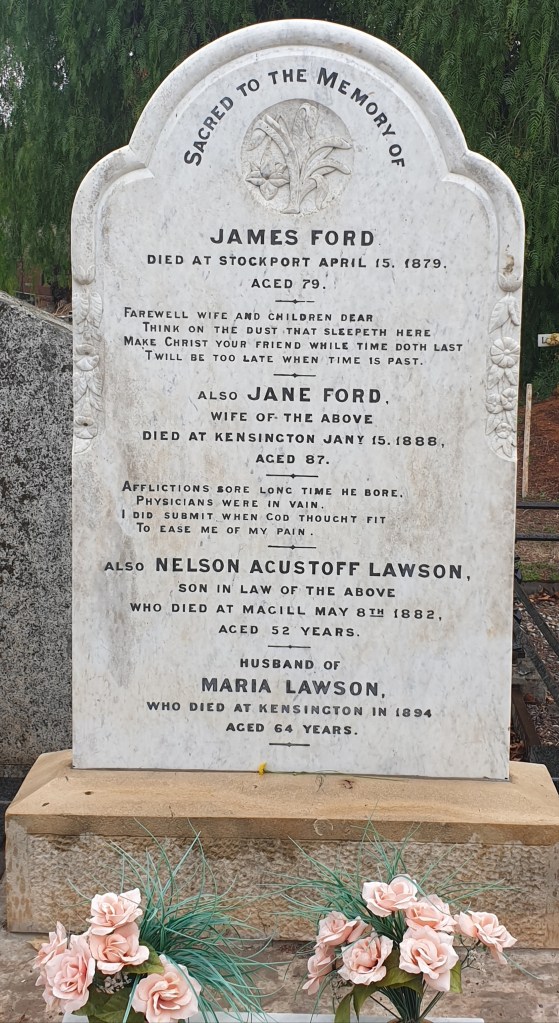 SACRED TO THE MEMORY OF
JAMES FORD
DIED AT STOCKPORT APRIL 15. 1879.
AGED 79.
FAREWELL WIFE AND CHILDREN DEAR
THINK ON THE DUST THAT SLEEPETH HERE
MAKE CHRIST YOUR FRIEND WHILE TIME DOTH LAST
'TWILL BE TOO LATE WHEN TIME IS PAST.
ALSO JANE FORD,
WIFE OF THE ABOVE
DIED AT KENSINGTON JANY 15. 1888,
AGED 87.
AFFLICTIONS SORE LONG TIME HE BORE,
PHYSICIANS WERE IN VAIN.
I DID SUBMIT WHEN GOD THOUGHT FIT
TO EASE ME OF MY PAIN.
ALSO NELSON AGUSTOFF LAWSON,
SON IN LAW OF THE ABOVE
WHO DIED AT MAGILL MAY 8TH 1882,
AGED 52 YEARS.
HUSBAND OF
MARIA LAWSON,
WHO DIED AT KENSINGTON IN 1894
AGED 64 YEARS.